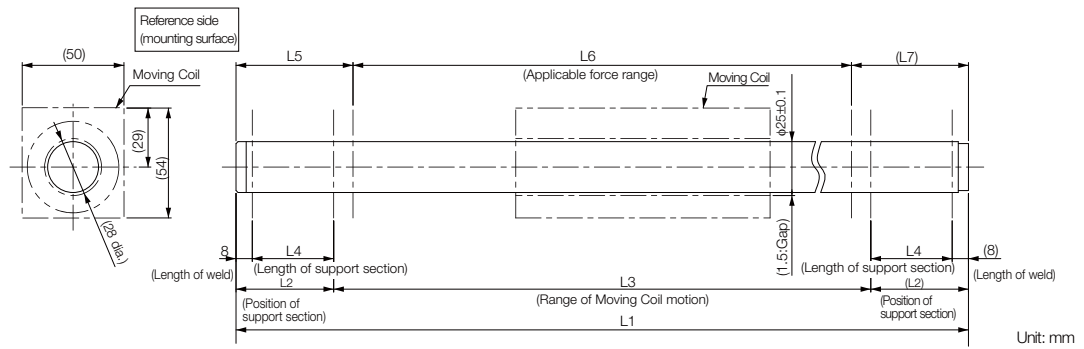 Reference side
(mounting surface)
(50)
Moving Coil
(29)
(54)
(28 dia.)
L5
L6
(L7)
(Applicable force range)
Moving Coil
ϕ25±0.1
(1.5:Gap)
8
L4
L4
(8)
(Length of weld)
(Length of support section)
(Length of support section)
(Length of weld)
L2
L3
(L2)
(Position of
support section)
(Range of Moving Coil motion)
(Position of
support section)
L1
Unit: mm